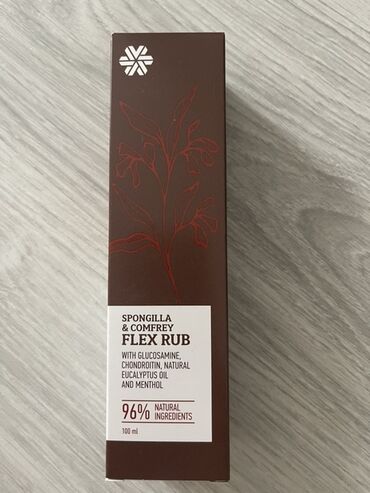 SPONGILLA
& COMFREY
FLEX RUB
WITH GLUCOSAMINE,
CHONDROITIN, NATURAL
EUCALYPTUS OIL
AND MENTHOL
96% NATURAL
INGREDIENTS
100 ml